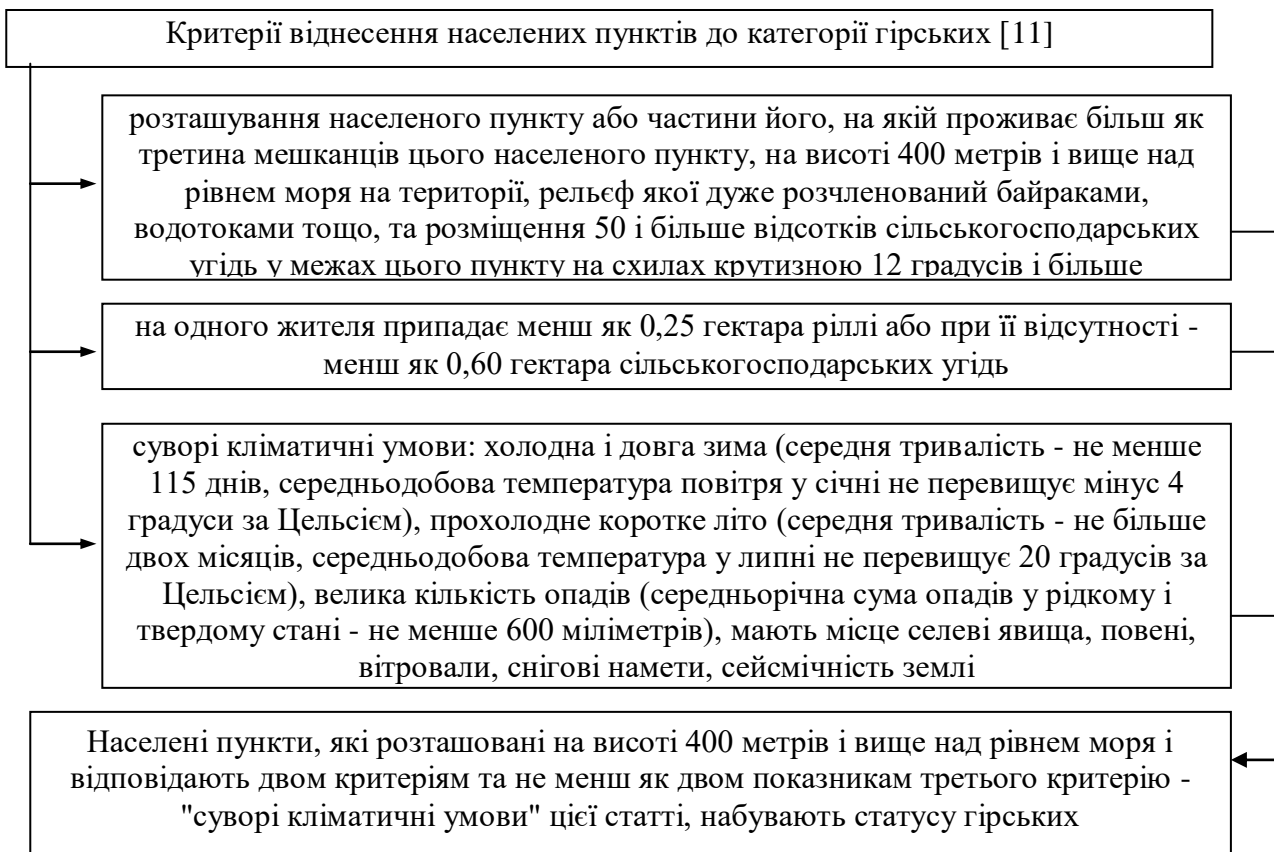 Критерії віднесення населених пунктів до категорії гірських [11]
розташування населеного пункту або частини його, на якій проживає більш як
третина мешканців цього населеного пункту, на висоті 400 метрів і вище над
рівнем моря на території, рельєф якої дуже розчленований байраками,
водотоками тощо, та розміщення 50 і більше відсотків сільськогосподарських
угідь у межах цього пункту на схилах крутизною 12 градусів і більше
на одного жителя припадає менш як 0,25 гектара ріллі або при її відсутності -
менш як 0,60 гектара сільськогосподарських угідь
суворі кліматичні умови: холодна і довга зима (середня тривалість - не менше
115 днів, середньодобова температура повітря у січні не перевищує мінус 4
градуси за Цельсієм), прохолодне коротке літо (середня тривалість - не більше
двох місяців, середньодобова температура у липні не перевищує 20 градусів за
Цельсієм), велика кількість опадів (середньорічна сума опадів у рідкому і
твердому стані - не менше 600 міліметрів), мають місце селеві явища, повені,
вітровали, снігові намети, сейсмічність землі
Населені пункти, які розташовані на висоті 400 метрів і вище над рівнем моря і
відповідають двом критеріям та не менш як двом показникам третього критерію -
"суворі кліматичні умови" цієї статті, набувають статусу гірських